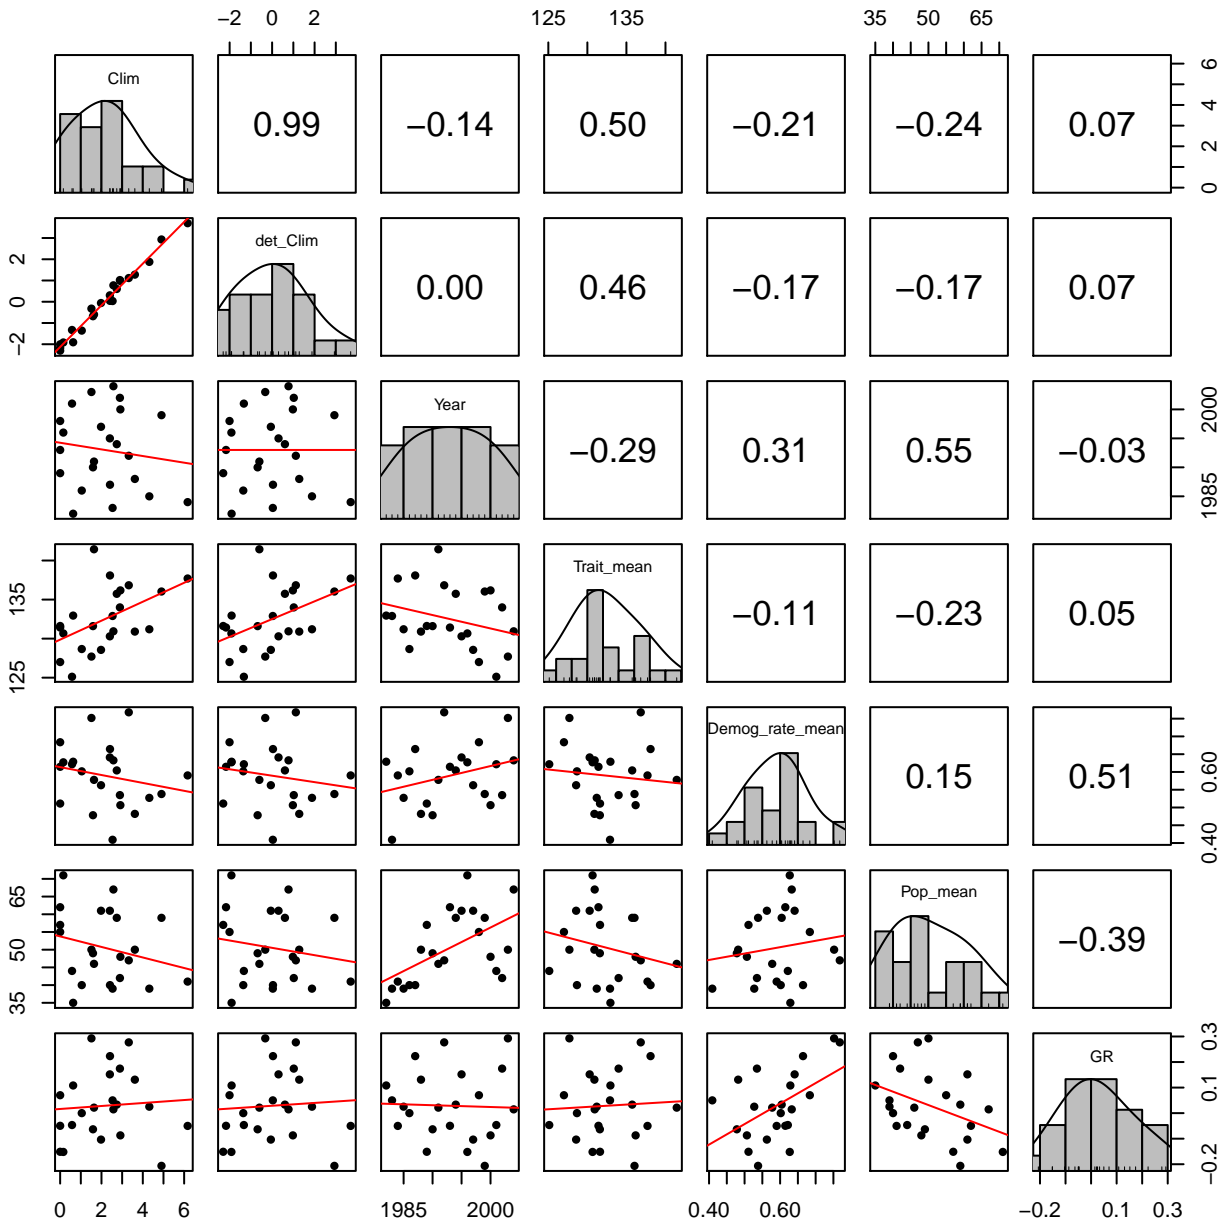 −2 0 2 125 135 35 50 65
Clim 0.99 −0.14 0.50 −0.21 −0.24 0.07 0 2 4 6
−2 0 2 det_Clim 0.00 0.46 −0.17 −0.17 0.07
Year −0.29 0.31 0.55 −0.03 1985 2000
125 135 Trait_mean −0.11 −0.23 0.05
Demog_rate_mean 0.15 0.51 0.40 0.60
35 50 65 Pop_mean −0.39
GR −0.2 0.1 0.3
0 2 4 6 1985 2000 0.40 0.60 −0.2 0.1 0.3